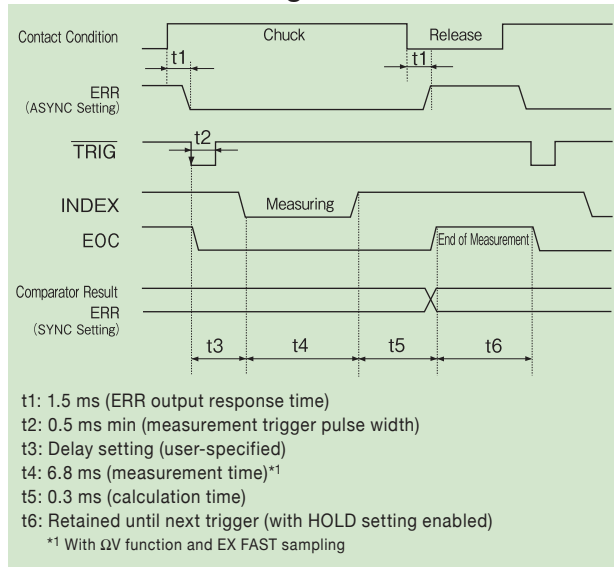 Contact Condition Chuck Release
t1 t1
ERR
(ASYNC Setting)
t2
TRIG
INDEX Measuring
EOC End of Measurement
Comparator Result
ERR
(SYNC Setting)
t3 t4 t5 t6
t1: 1.5 ms (ERR output response time)
t2: 0.5 ms min (measurement trigger pulse width)
t3: Delay setting (user-specified)
t4: 6.8 ms (measurement time)*1
t5: 0.3 ms (calculation time)
t6: Retained until next trigger (with HOLD setting enabled)
*1 With ΩV function and EX FAST sampling